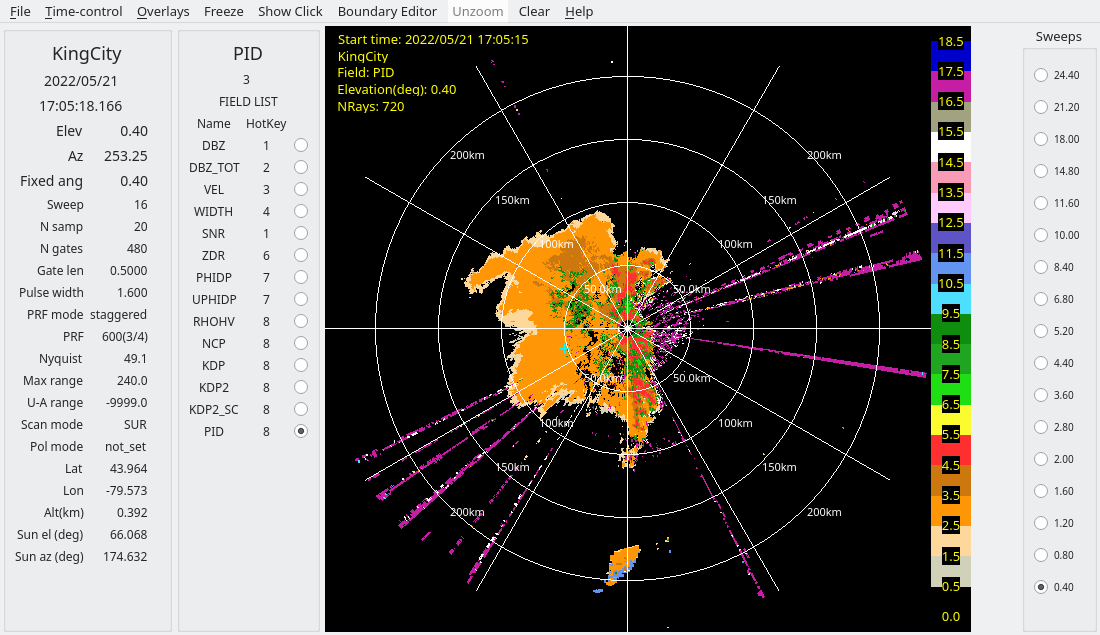 File Time-control Overlays Freeze Show Click Boundary Editor Unzoom Clear Help
KingCity
2022/05/21
17:05:18.166
Elev 0.40
Az 253.25
Fixed ang 0.40
Sweep 16
N samp 20
N gates 480
Gate len 0.5000
Pulse width 1.600
PRF mode staggered
PRF 600(3/4)
Nyquist 49.1
Max range 240.0
U-A range -9999.0
Scan mode SUR
Pol mode not_set
Lat 43.964
Lon -79.573
Alt(km) 0.392
Sun el (deg) 66.068
Sun az (deg) 174.632
PID
3
FIELD LIST
Name HotKey
DBZ 1
DBZ_TOT 2
VEL 3
WIDTH 4
SNR 1
ZDR 6
PHIDP 7
UPHIDP 7
RHOHV 8
NCP 8
KDP 8
KDP2 8
KDP2_SC 8
PID 8
Start time: 2022/05/21 17:05:15
KingCity
Field: PID
Elevation(deg): 0.40
NRays: 720
200km 200km
150km 150km
100km 100km
50.0km 50.0km
50.0km 50.0km
100km 100km
150km 150km
200km 200km
18.5
17.5
16.5
15.5
14.5
13.5
12.5
11.5
10.5
9.5
8.5
7.5
6.5
5.5
4.5
3.5
2.5
1.5
0.5
0.0
Sweeps
24.40
21.20
18.00
14.80
11.60
10.00
8.40
6.80
5.20
4.40
3.60
2.80
2.00
1.60
1.20
0.80
0.40